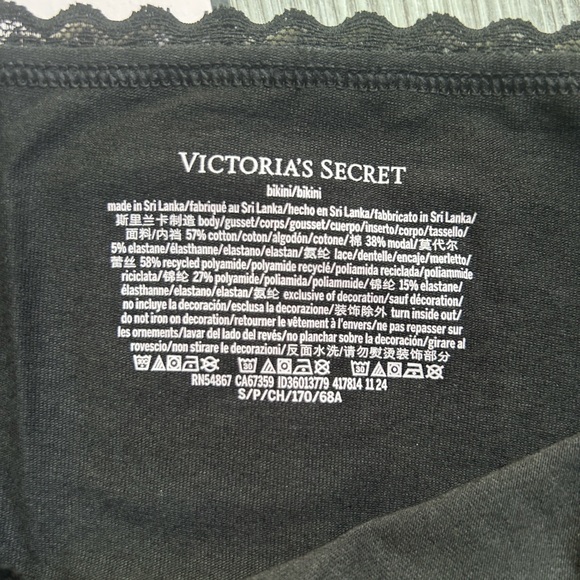 VICTORIA'S SECRET
bikini/bikini
made in Sri Lanka/fabriqué au Sri Lanka/hecho en Sri Lanka/fabbricato in Sri Lanka/
斯里兰卡制造 body/gusset/corps/gousset/cuerpo/inserto/corpo/tassello/
面料/内裆 57% cotton/coton/algodón/cotone/棉 38% modal/莫代尔
5% elastane/élasthanne/elastano/elastan/氨纶 lace/dentelle/encaje/merletto/
蕾丝 58% recycled polyamide/polyamide recyclé/poliamida reciclada/poliammide
riciclata/锦纶 27% polyamide/poliamida/poliammide/锦纶 15% elastane/
élasthanne/elastano/elastan/氨纶 exclusive of decoration/sauf décoration/
no incluye la decoración/esclusa la decorazione/装饰除外 turn inside out/
do not iron on decoration/retourner le vêtement à l'envers/ne pas repasser sur
les ornements/lavar del lado del revés/no planchar sobre la decoración/girare al
rovescio/non stirare le decorazioni/反面水洗/请勿熨烫装饰部分
30 30
RN54867 CA67359 ID36013779 417814 11 24
S/P/CH/170/68A